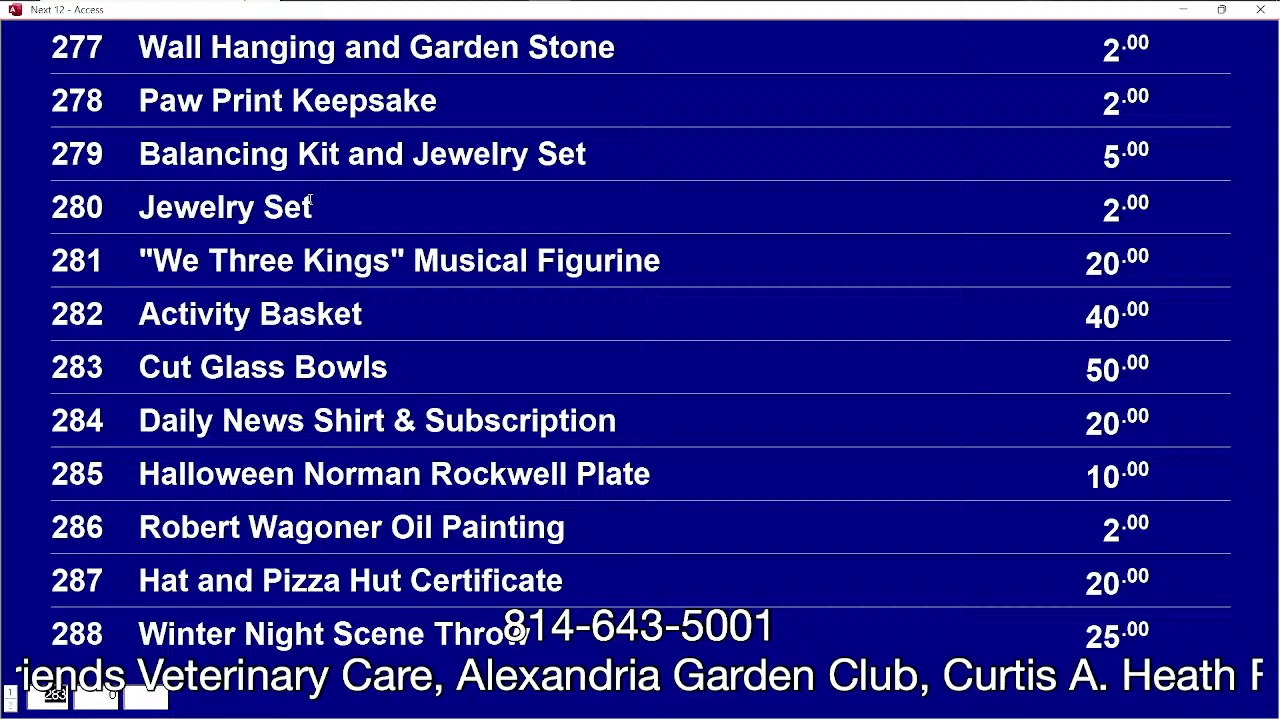 Next 12 - Access
277 Wall Hanging and Garden Stone 2.00
278 Paw Print Keepsake 2.00
279 Balancing Kit and Jewelry Set 5.00
280 Jewelry Set 2.00
281 "We Three Kings" Musical Figurine 20.00
282 Activity Basket 40.00
283 Cut Glass Bowls 50.00
284 Daily News Shirt & Subscription 20.00
285 Halloween Norman Rockwell Plate 10.00
286 Robert Wagoner Oil Painting 2.00
287 Hat and Pizza Hut Certificate 20.00
288 Winter Night Scene Throw 25.00
814-643-5001
riends Veterinary Care, Alexandria Garden Club, Curtis A. Heath F
1
2
283